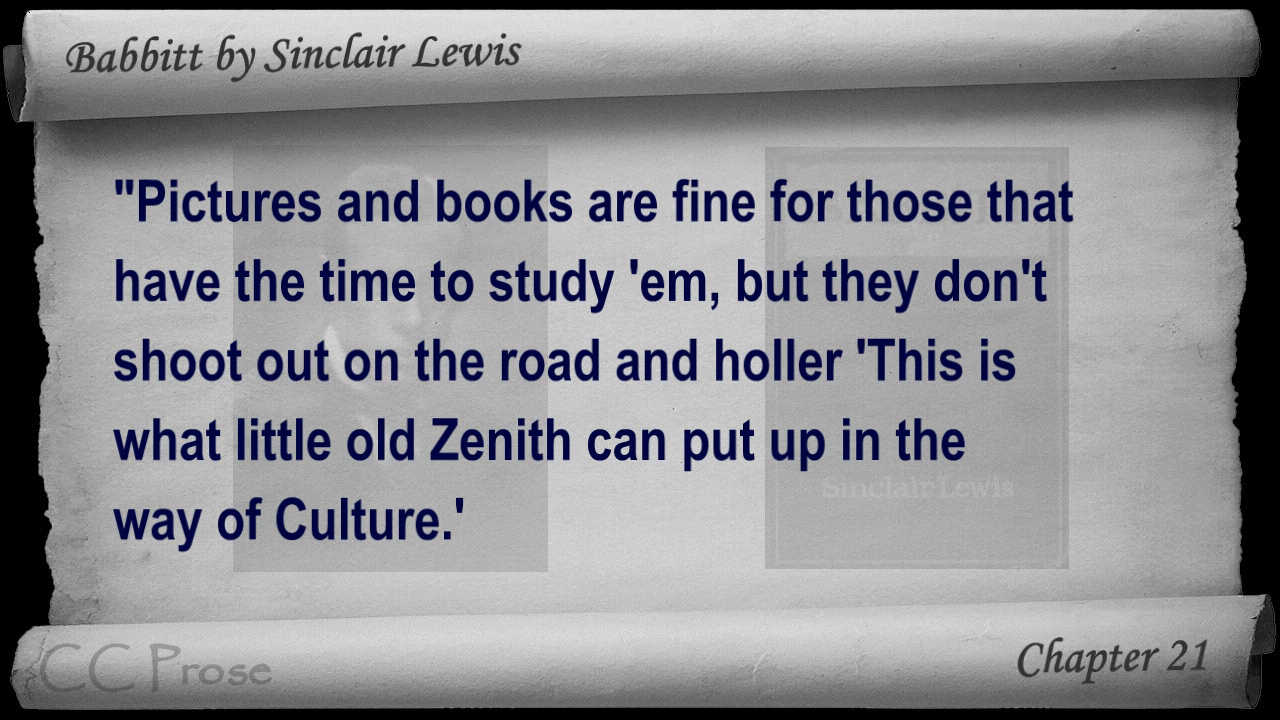 Babbitt by Sinclair Lewis
"Pictures and books are fine for those that
have the time to study 'em, but they don't
shoot out on the road and holler 'This is
what little old Zenith can put up in the
way of Culture.'
Sinclair Lewis
CC Prose
Chapter 21